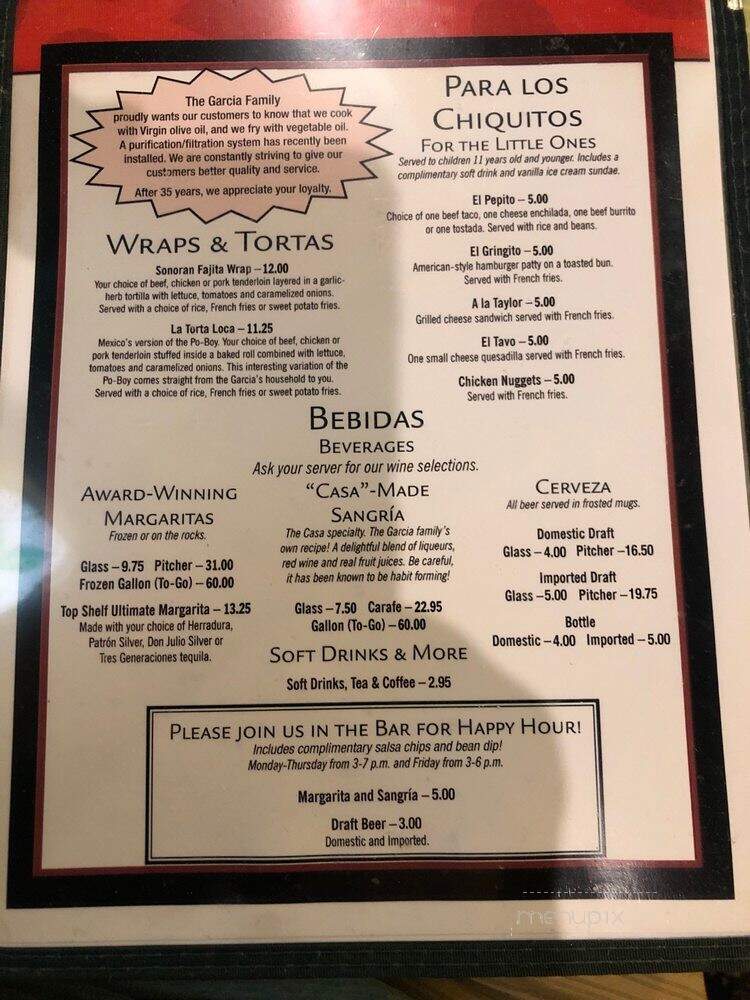 The Garcia Family
proudly wants our customers to know that we cook
with Virgin olive oil, and we fry with vegetable oil.
A purification/filtration system has recently been
installed. We are constantly striving to give our
customers better quality and service.
After 35 years, we appreciate your loyalty.
WRAPS & TORTAS
Sonoran Fajita Wrap – 12.00
Your choice of beef, chicken or pork tenderloin layered in a garlic-
herb tortilla with lettuce, tomatoes and caramelized onions.
Served with a choice of rice, French fries or sweet potato fries.
La Torta Loca – 11.25
Mexico's version of the Po-Boy. Your choice of beef, chicken or
pork tenderloin stuffed inside a baked roll combined with lettuce,
tomatoes and caramelized onions. This interesting variation of the
Po-Boy comes straight from the Garcia's household to you.
Served with a choice of rice, French fries or sweet potato fries.
PARA LOS
CHIQUITOS
FOR THE LITTLE ONES
Served to children 11 years old and younger. Includes a
complimentary soft drink and vanilla ice cream sundae.
El Pepito – 5.00
Choice of one beef taco, one cheese enchilada, one beef burrito
or one tostada. Served with rice and beans.
El Gringito – 5.00
American-style hamburger patty on a toasted bun.
Served with French fries.
A la Taylor – 5.00
Grilled cheese sandwich served with French fries.
El Tavo – 5.00
One small cheese quesadilla served with French fries.
Chicken Nuggets – 5.00
Served with French fries.
BEBIDAS
BEVERAGES
Ask your server for our wine selections.
AWARD-WINNING
MARGARITAS
Frozen or on the rocks.
Glass – 9.75 Pitcher – 31.00
Frozen Gallon (To-Go) – 60.00
Top Shelf Ultimate Margarita – 13.25
Made with your choice of Herradura,
Patrón Silver, Don Julio Silver or
Tres Generaciones tequila.
"CASA"-MADE
SANGRÍA
The Casa specialty. The Garcia family's
own recipe! A delightful blend of liqueurs,
red wine and real fruit juices. Be careful,
it has been known to be habit forming!
Glass – 7.50 Carafe – 22.95
Gallon (To-Go) – 60.00
SOFT DRINKS & MORE
Soft Drinks, Tea & Coffee – 2.95
CERVEZA
All beer served in frosted mugs.
Domestic Draft
Glass – 4.00 Pitcher –16.50
Imported Draft
Glass –5.00 Pitcher –19.75
Bottle
Domestic –4.00 Imported –5.00
PLEASE JOIN US IN THE BAR FOR HAPPY HOUR!
Includes complimentary salsa chips and bean dip!
Monday-Thursday from 3-7 p.m. and Friday from 3-6 p.m.
Margarita and Sangría – 5.00
Draft Beer – 3.00
Domestic and Imported.
menupix